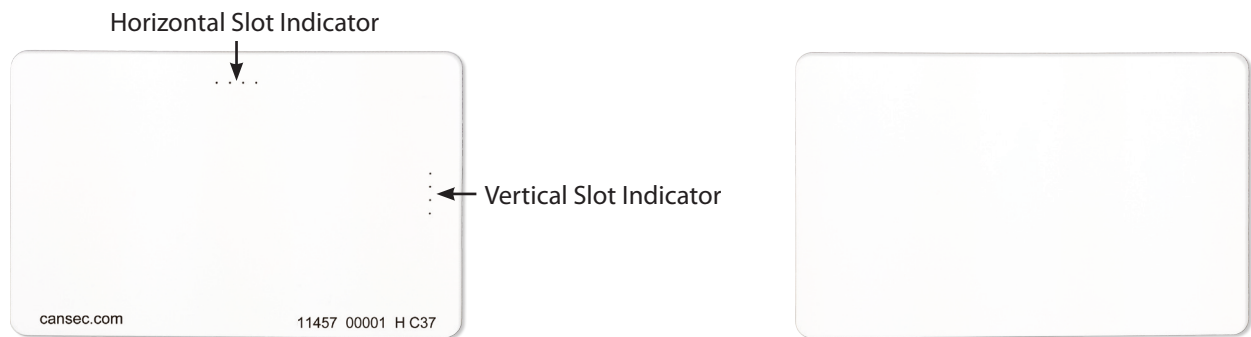 Horizontal Slot Indicator
Vertical Slot Indicator
cansec.com
11457 00001 H C37